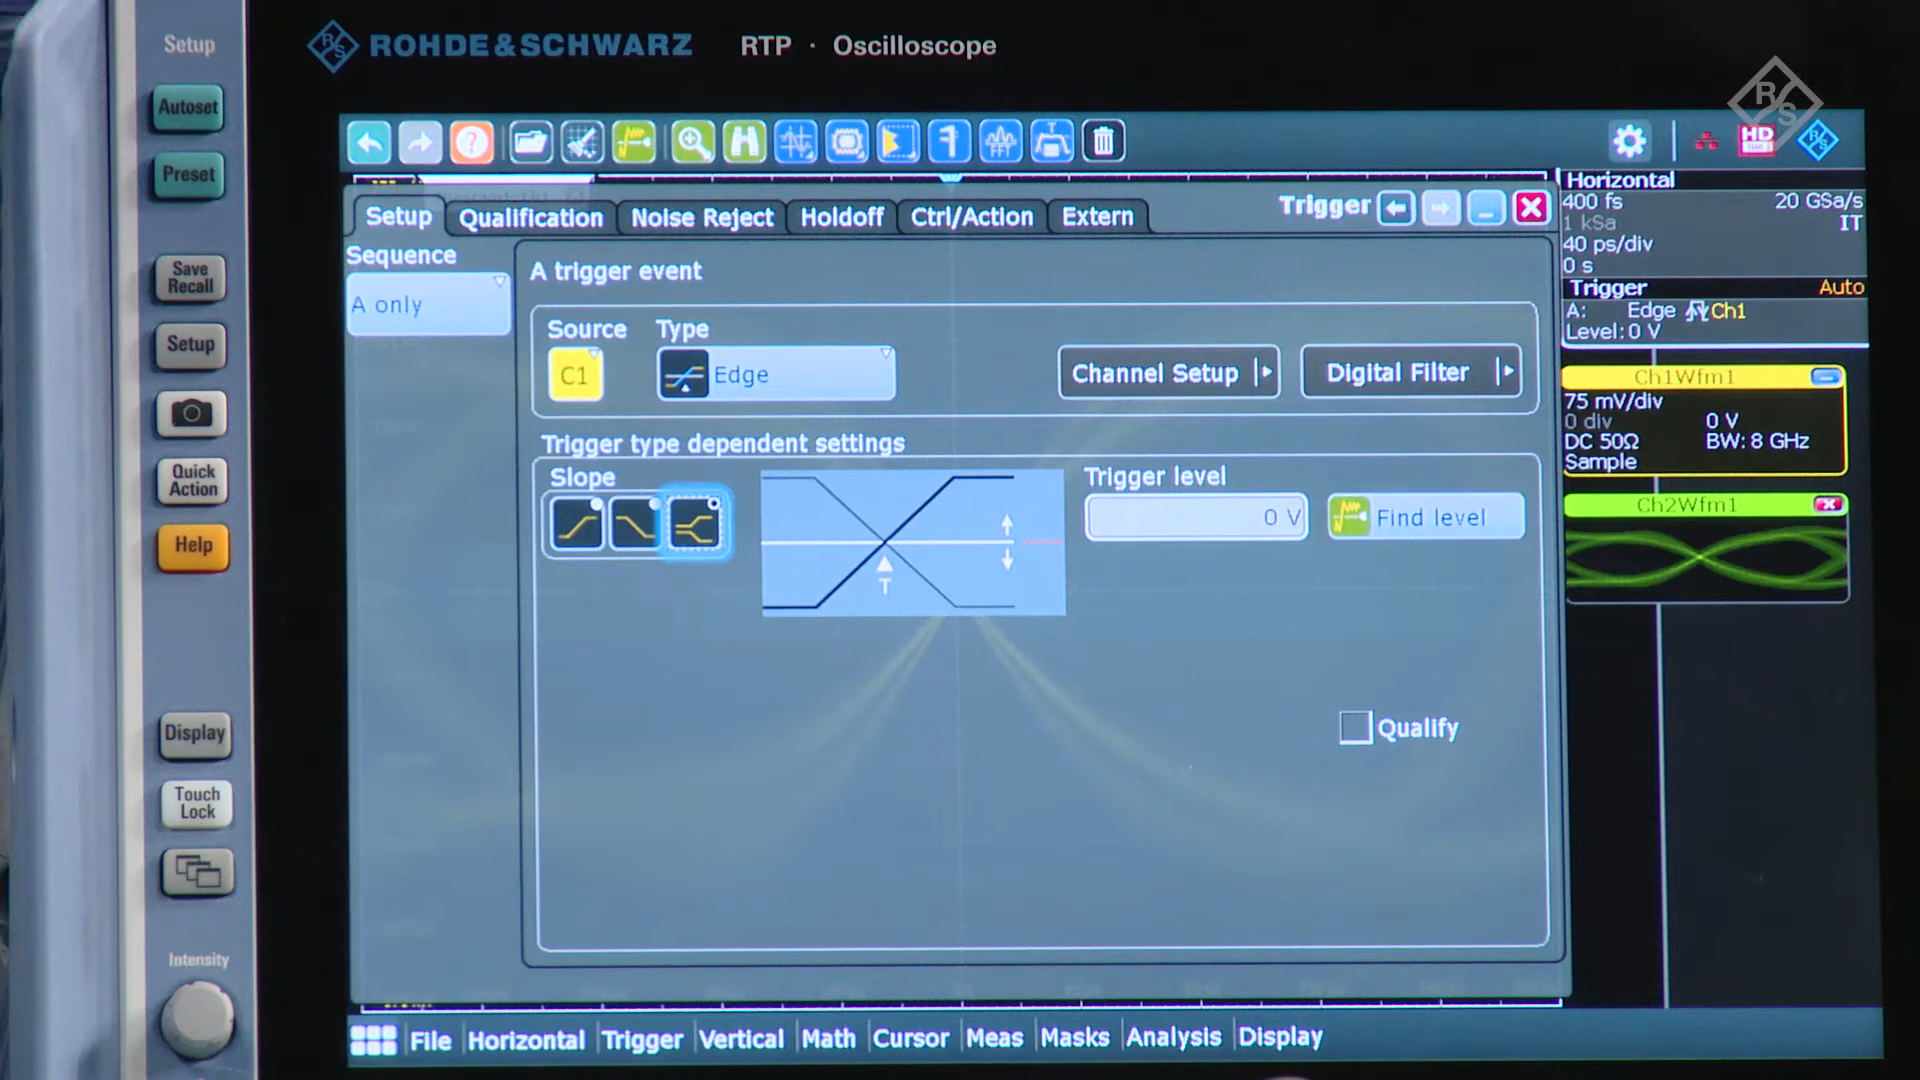 Setup
ROHDE&SCHWARZ RTP · Oscilloscope
Autoset
Preset
Save
Recall
Setup
Quick
Action
Help
Display
Touch
Lock
Intensity
HD
R
S
FFT
Setup Qualification Noise Reject Holdoff Ctrl/Action Extern Trigger
Sequence
A only
A trigger event
Source Type
C1 Edge Channel Setup Digital Filter
Trigger type dependent settings
Slope Trigger level
0 V Find level
T
Qualify
Horizontal
400 fs 20 GSa/s
1 kSa IT
40 ps/div
0 s
Trigger Auto
A: Edge Ch1
Level: 0 V
Ch1Wfm1
75 mV/div
0 div 0 V
DC 50Ω BW: 8 GHz
Sample
Ch2Wfm1
File Horizontal Trigger Vertical Math Cursor Meas Masks Analysis Display